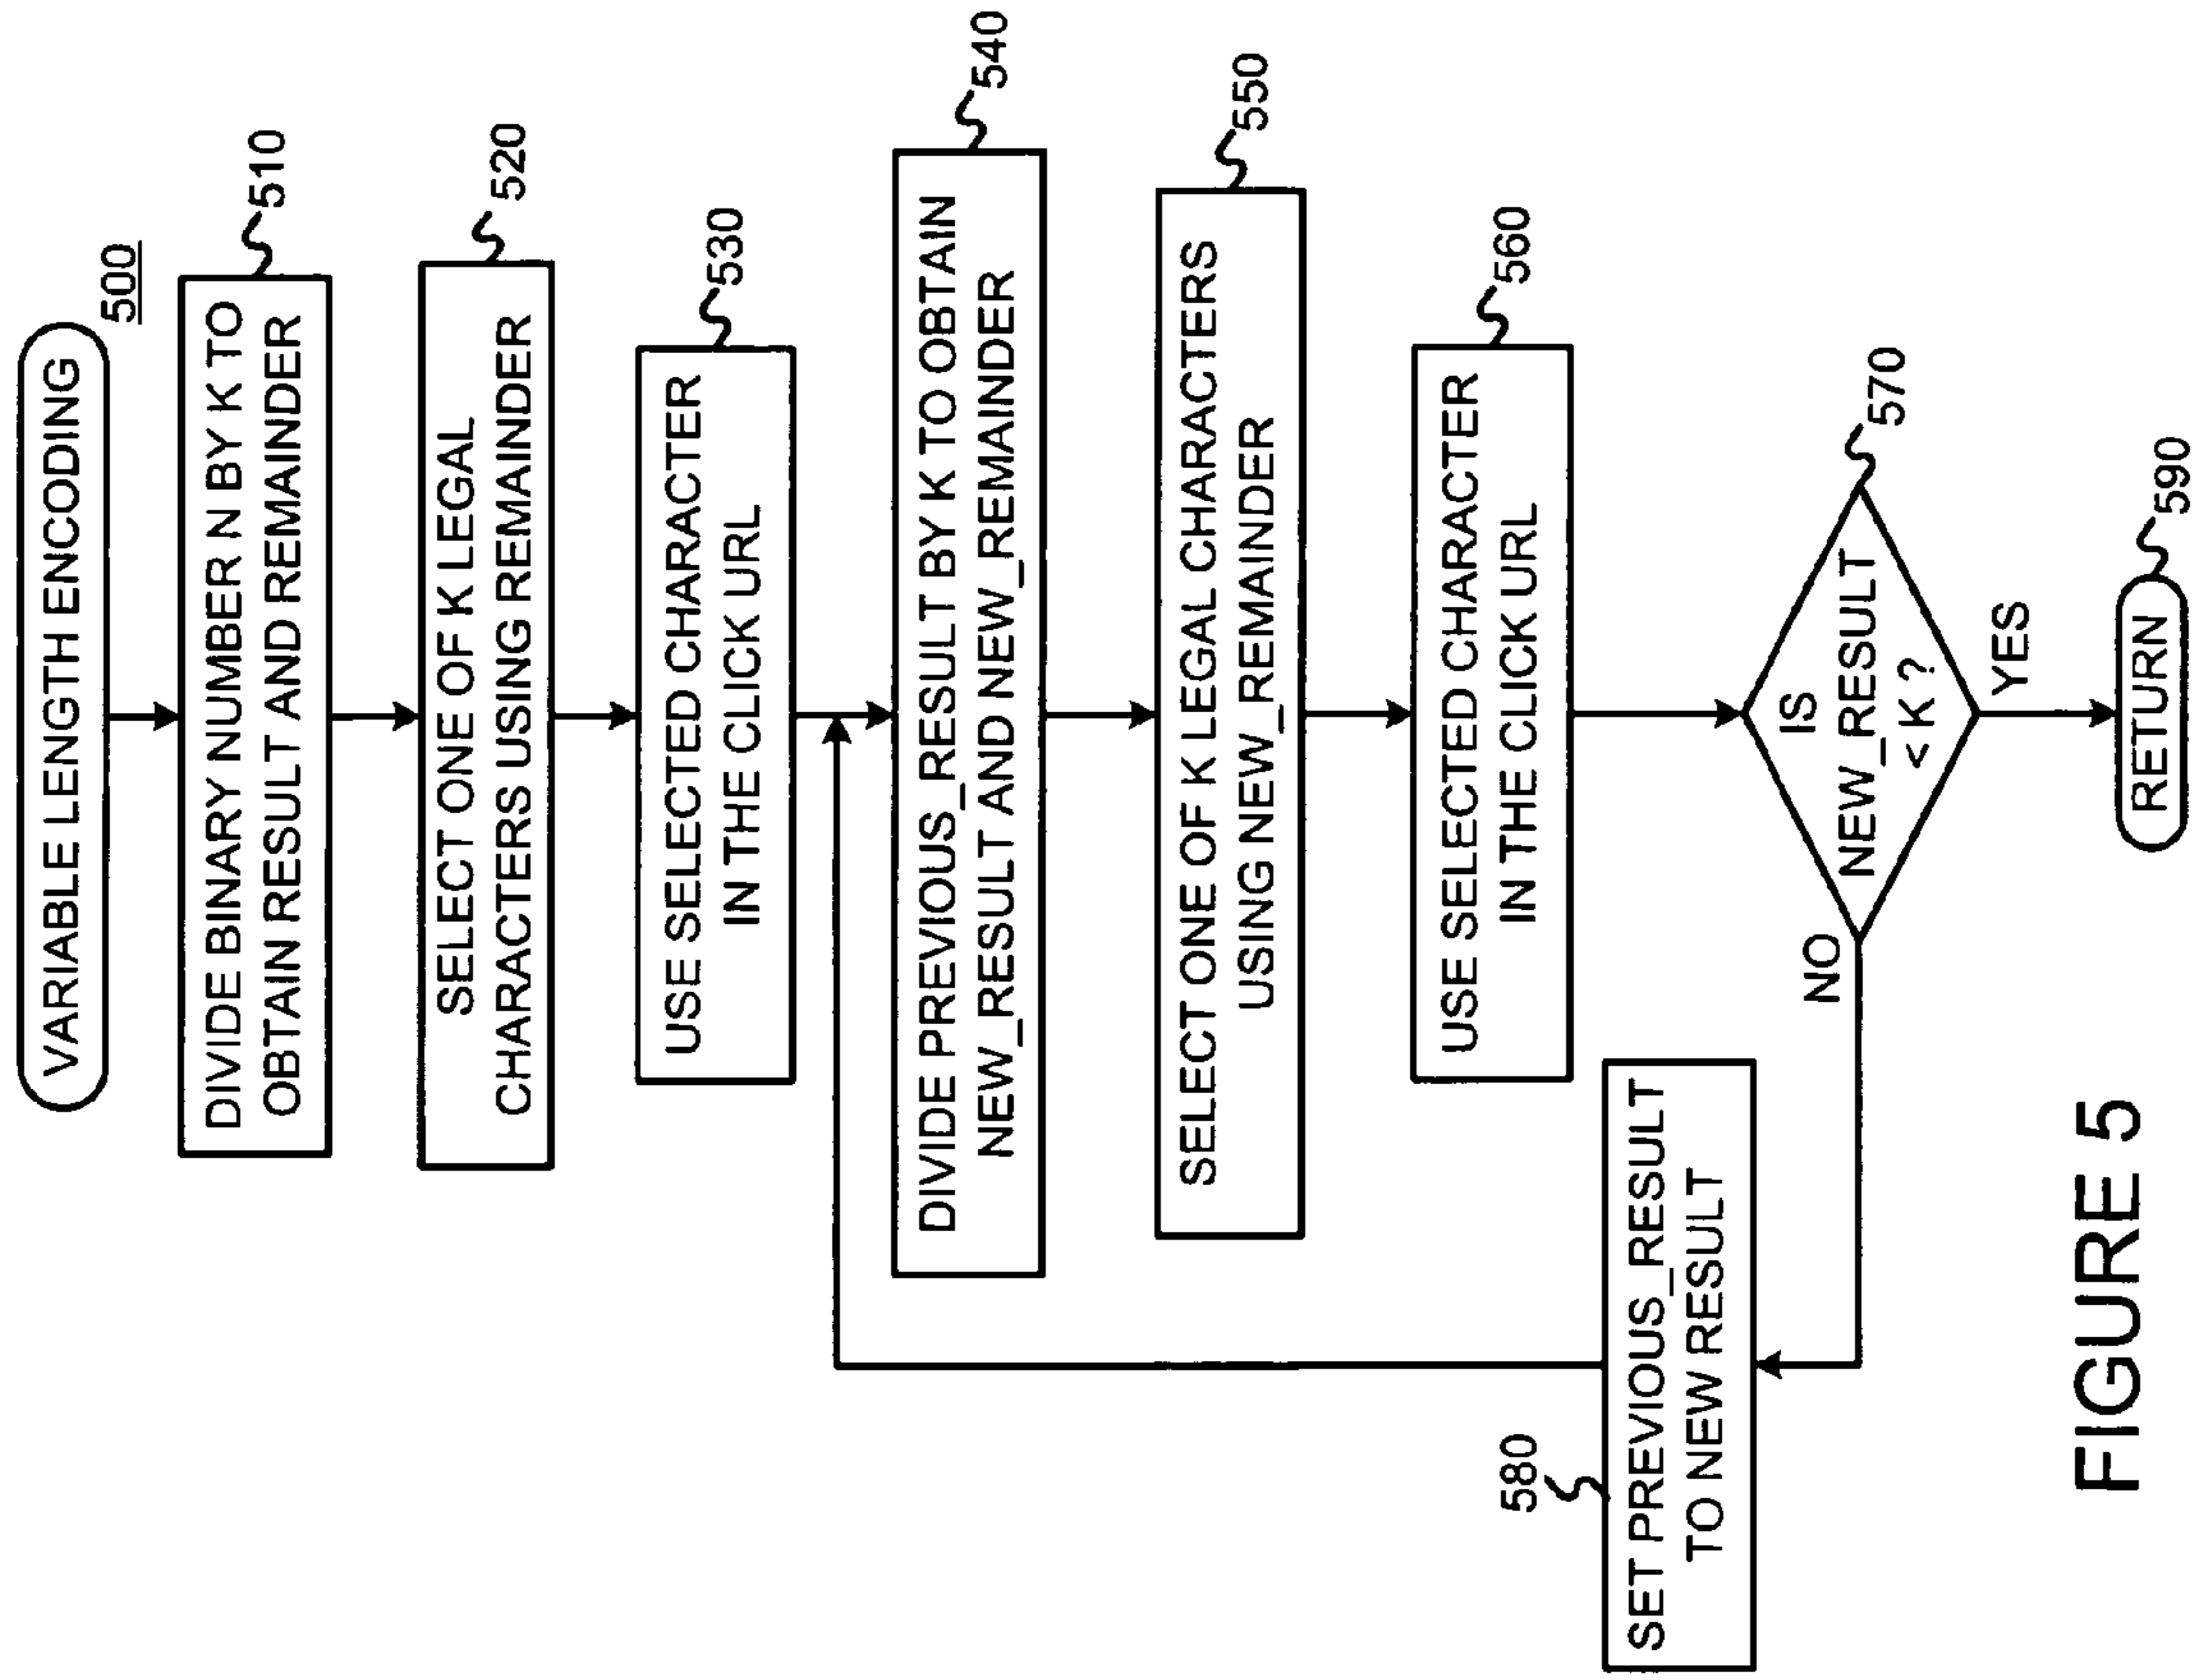 VARIABLE LENGTH ENCODING
500
DIVIDE BINARY NUMBER N BY K TO
OBTAIN RESULT AND REMAINDER
510
SELECT ONE OF K LEGAL
CHARACTERS USING REMAINDER
520
USE SELECTED CHARACTER
IN THE CLICK URL
530
DIVIDE PREVIOUS_RESULT BY K TO OBTAIN
NEW_RESULT AND NEW_REMAINDER
540
SELECT ONE OF K LEGAL CHARACTERS
USING NEW_REMAINDER
550
USE SELECTED CHARACTER
IN THE CLICK URL
560
IS
NEW_RESULT
< K ?
570
NO
YES
580
SET PREVIOUS_RESULT
TO NEW RESULT
RETURN
590
FIGURE 5